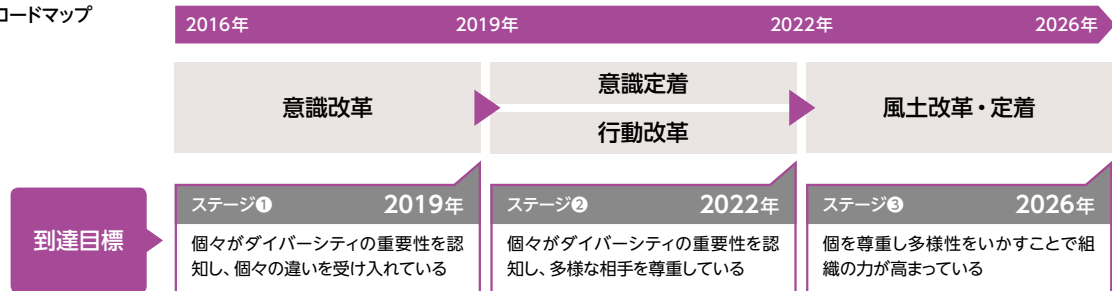 ロードマップ
2016年 2019年 2022年 2026年
意識改革
意識定着
行動改革
風土改革・定着
到達目標
ステージ❶ 2019年
個々がダイバーシティの重要性を認
知し、個々の違いを受け入れている
ステージ❷ 2022年
個々がダイバーシティの重要性を認
知し、多様な相手を尊重している
ステージ❸ 2026年
個を尊重し多様性をいかすことで組
織の力が高まっている